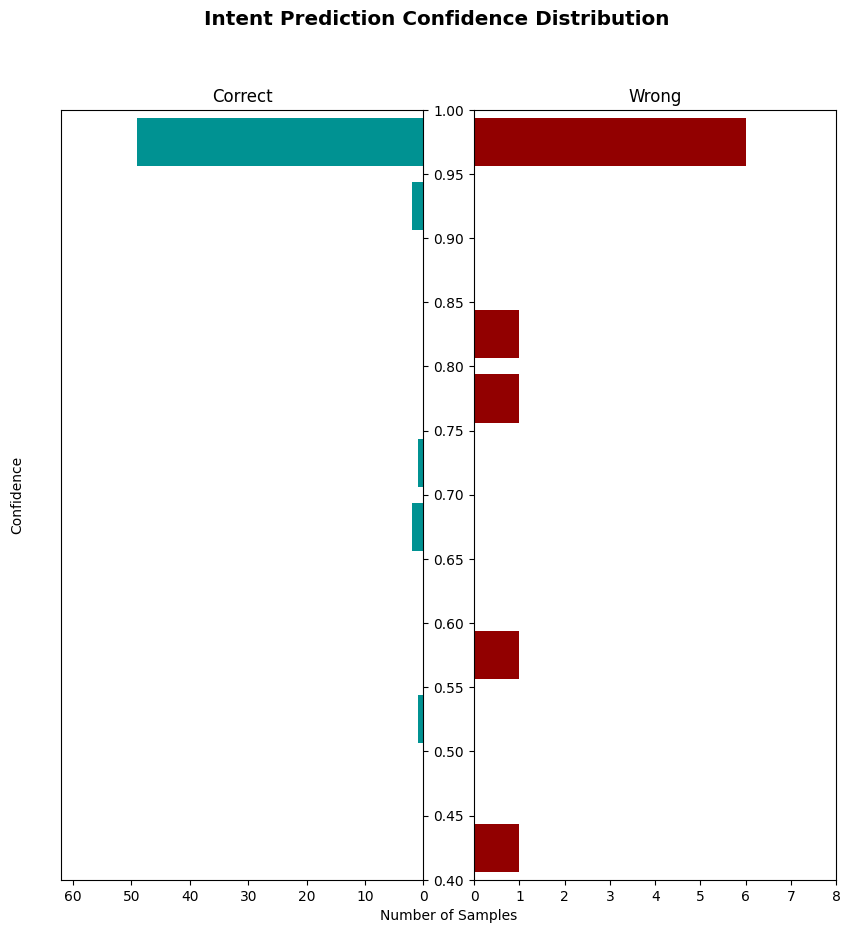 Intent Prediction Confidence Distribution
Correct
Wrong
1.00
0.95
0.90
0.85
0.80
0.75
0.70
0.65
0.60
0.55
0.50
0.45
0.40
Confidence
60 50 40 30 20 10 0
0 1 2 3 4 5 6 7 8
Number of Samples